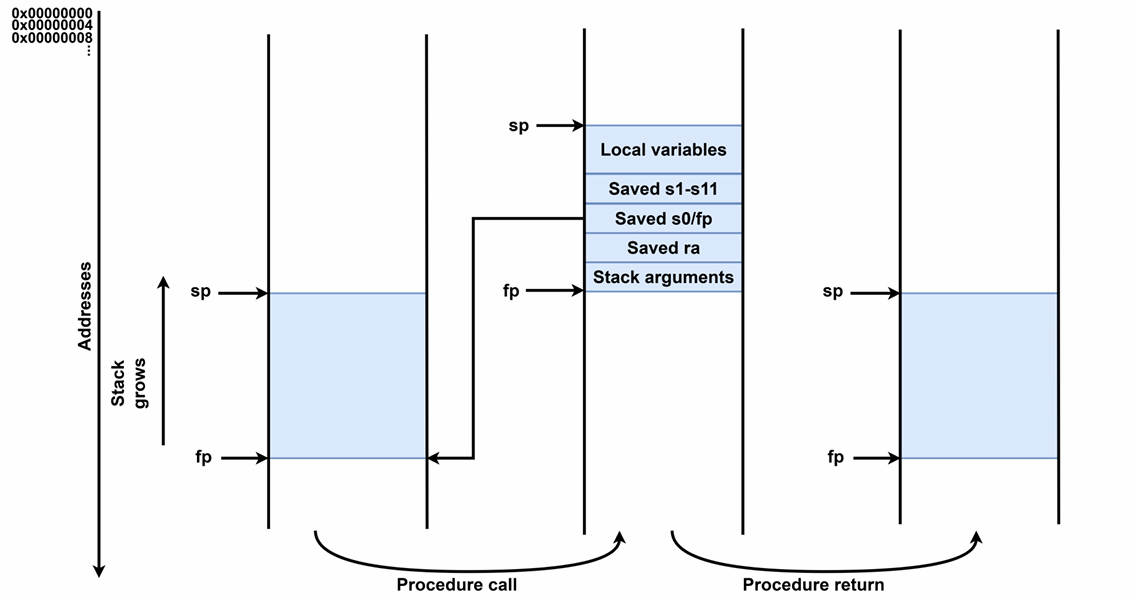 0x00000000
0x00000004
0x00000008
...
Addresses
Stack
grows
sp
fp
sp
Local variables
Saved s1-s11
Saved s0/fp
Saved ra
Stack arguments
fp
sp
fp
Procedure call
Procedure return